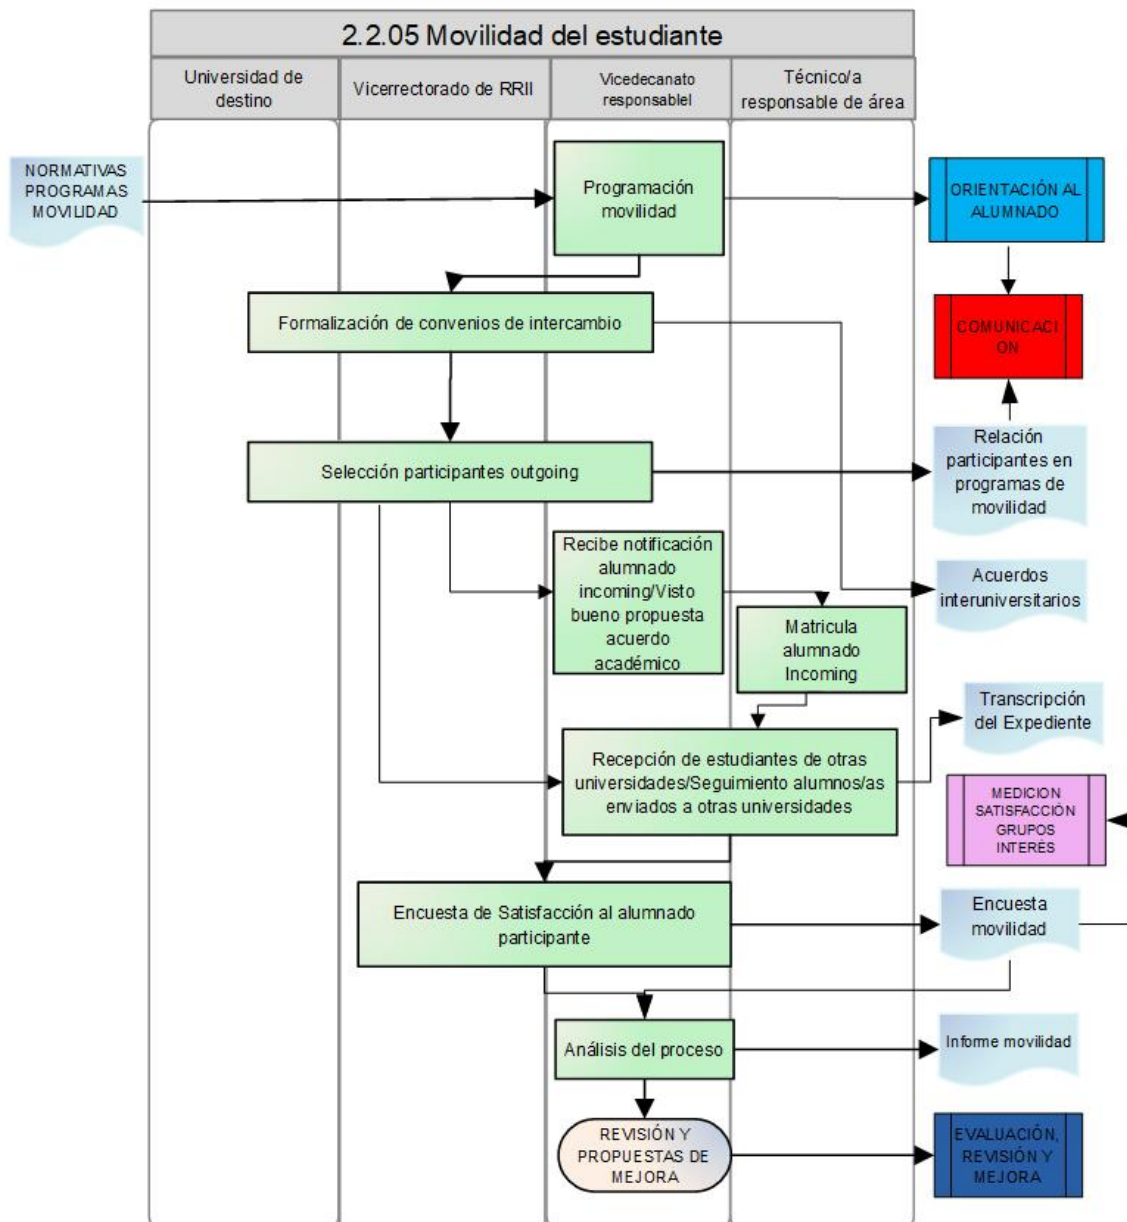 2.2.05 Movilidad del estudiante
Universidad de
destino
Vicerrectorado de RRII
Vicedecanato
responsablel
Técnico/a
responsable de área
NORMATIVAS
PROGRAMAS
MOVILIDAD
Programación
movilidad
ORIENTACIÓN AL
ALUMNADO
Formalización de convenios de intercambio
COMUNICACI
ON
Selección participantes outgoing
Relación
participantes en
programas de
movilidad
Recibe notificación
alumnado
incoming/Visto
bueno propuesta
acuerdo
académico
Acuerdos
interuniversitarios
Matricula
alumnado
Incoming
Transcripción
del Expediente
Recepción de estudiantes de otras
universidades/Seguimiento alumnos/as
enviados a otras universidades
MEDICION
SATISFACCIÓN
GRUPOS
INTERÉS
Encuesta de Satisfacción al alumnado
participante
Encuesta
movilidad
Análisis del proceso
Informe movilidad
REVISIÓN Y
PROPUESTAS DE
MEJORA
EVALUACIÓN,
REVISIÓN Y
MEJORA